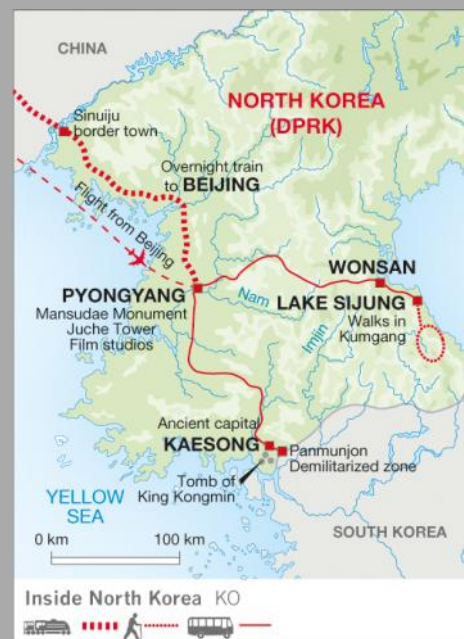 CHINA
NORTH KOREA
(DPRK)
Sinuiju
border town
Overnight train
to BEIJING
Flight from Beijing
WONSAN
PYONGYANG
Mansudae Monument
Juche Tower
Film studios
Nam
LAKE SIJUNG
Walks in
Kumgang
Imjin
Ancient capital
KAESONG
Panmunjon
Demilitarized zone
Tomb of
King Kongmin
YELLOW
SEA
SOUTH KOREA
0 km 100 km
Inside North Korea KO